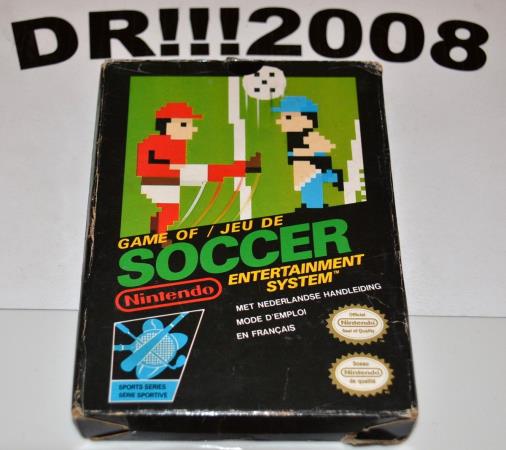 DR!!!2008
GAME OF / JEU DE
SOCCER
Nintendo
ENTERTAINMENT
SYSTEM™
MET NEDERLANDSE HANDLEIDING
MODE D'EMPLOI
EN FRANÇAIS
Official
Nintendo
Seal of Quality
Sceau
Nintendo
de qualité
SPORTS SERIES
SÉRIE SPORTIVE